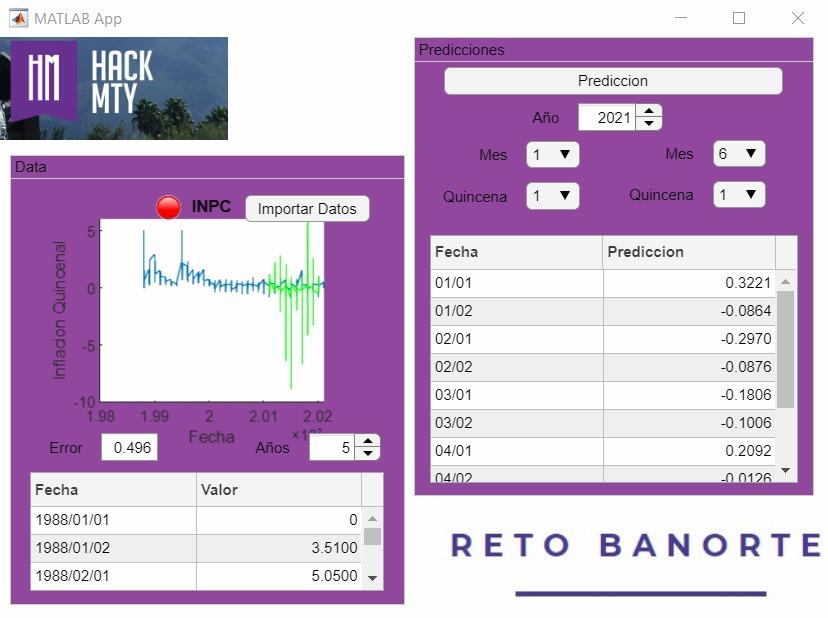 MATLAB App
HM
HACK
MTY
Data
INPC
Importar Datos
5
0
-5
-10
Inflacion Quincenal
1.98 1.99 2 2.01 2.02
Fecha
Error 0.496 Años 5
Fecha Valor
1988/01/01 0
1988/01/02 3.5100
1988/02/01 5.0500
Predicciones
Prediccion
Año 2021
Mes 1 Mes 6
Quincena 1 Quincena 1
Fecha Prediccion
01/01 0.3221
01/02 -0.0864
02/01 -0.2970
02/02 -0.0876
03/01 -0.1806
03/02 -0.1006
04/01 0.2092
04/02 -0.0126
RETO BANORTE